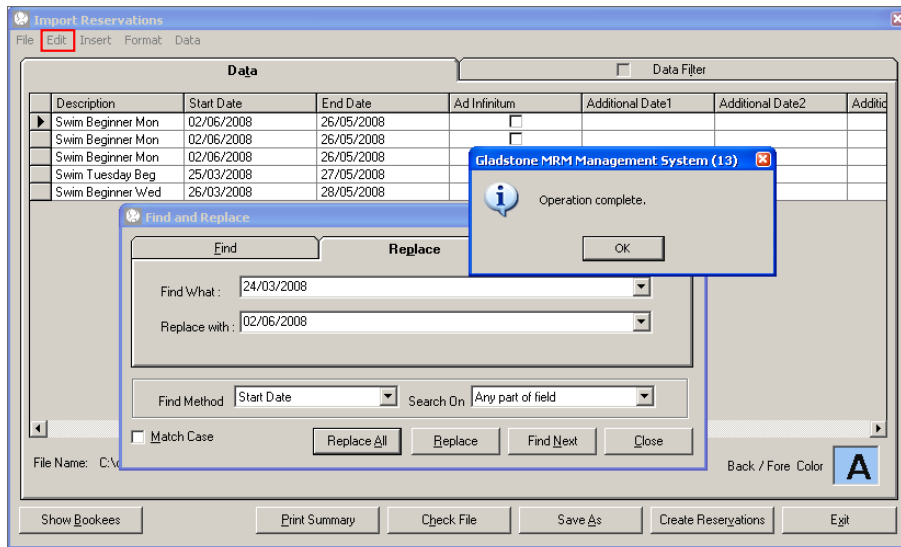 Import Reservations
File Edit Insert Format Data
Data
Data Filter
Description Start Date End Date Ad Infinitum Additional Date1 Additional Date2 Additic
Swim Beginner Mon 02/06/2008 26/05/2008
Swim Beginner Mon 02/06/2008 26/05/2008
Swim Beginner Mon 02/06/2008 26/05/2008
Swim Tuesday Beg 25/03/2008 27/05/2008
Swim Beginner Wed 26/03/2008 28/05/2008
Gladstone MRM Management System (13)
Operation complete.
OK
Find and Replace
Find Replace
Find What : 24/03/2008
Replace with : 02/06/2008
Find Method Start Date Search On Any part of field
Match Case
Replace All Replace Find Next Close
File Name: C:\
Back / Fore Color A
Show Bookees Print Summary Check File Save As Create Reservations Exit